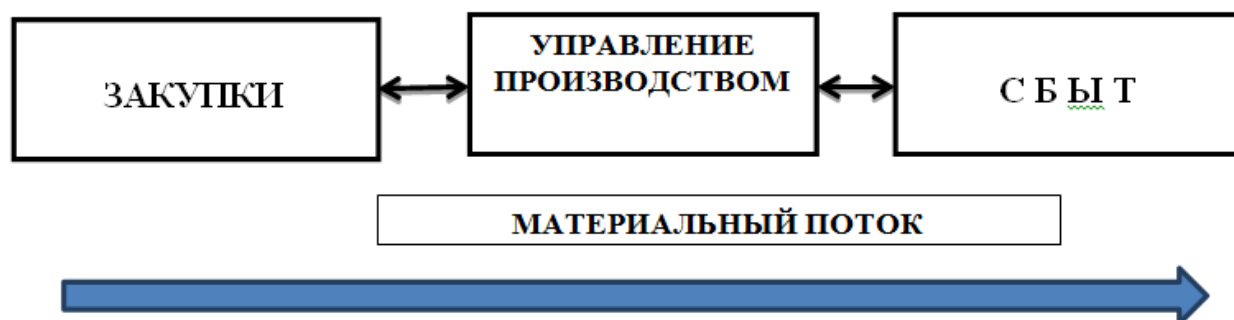 ЗАКУПКИ
УПРАВЛЕНИЕ
ПРОИЗВОДСТВОМ
С Б Ы Т
МАТЕРИАЛЬНЫЙ ПОТОК